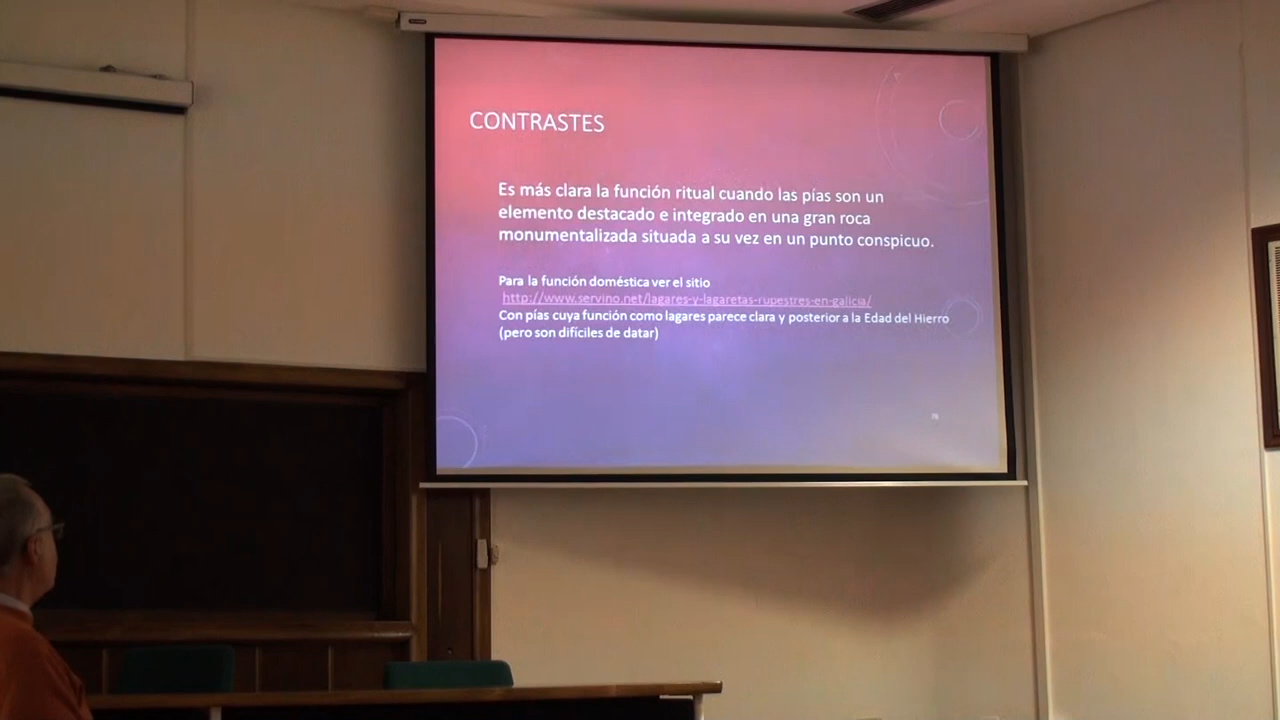 CONTRASTES
Es más clara la función ritual cuando las pías son un
elemento destacado e integrado en una gran roca
monumentalizada situada a su vez en un punto conspicuo.
Para la función doméstica ver el sitio
http://www.servino.net/lagares-y-lagaretas-rupestres-en-galicia/
Con pías cuya función como lagares parece clara y posterior a la Edad del Hierro
(pero son difíciles de datar)